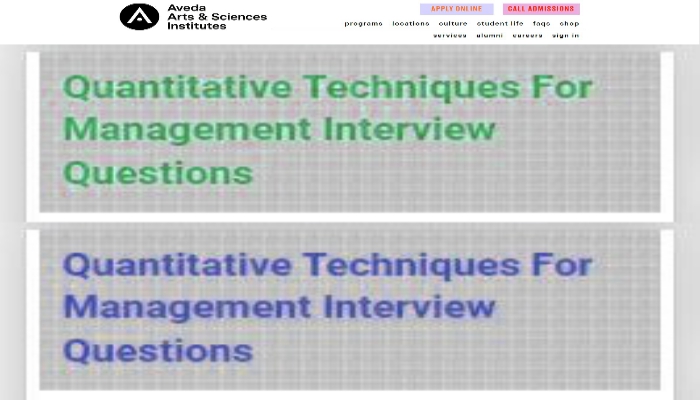 Aveda
Arts & Sciences
Institutes
APPLY ONLINE CALL ADMISSIONS
programs locations culture student life faqs shop
services alumni careers sign in
Quantitative Techniques For
Management Interview
Questions
Quantitative Techniques For
Management Interview
Questions